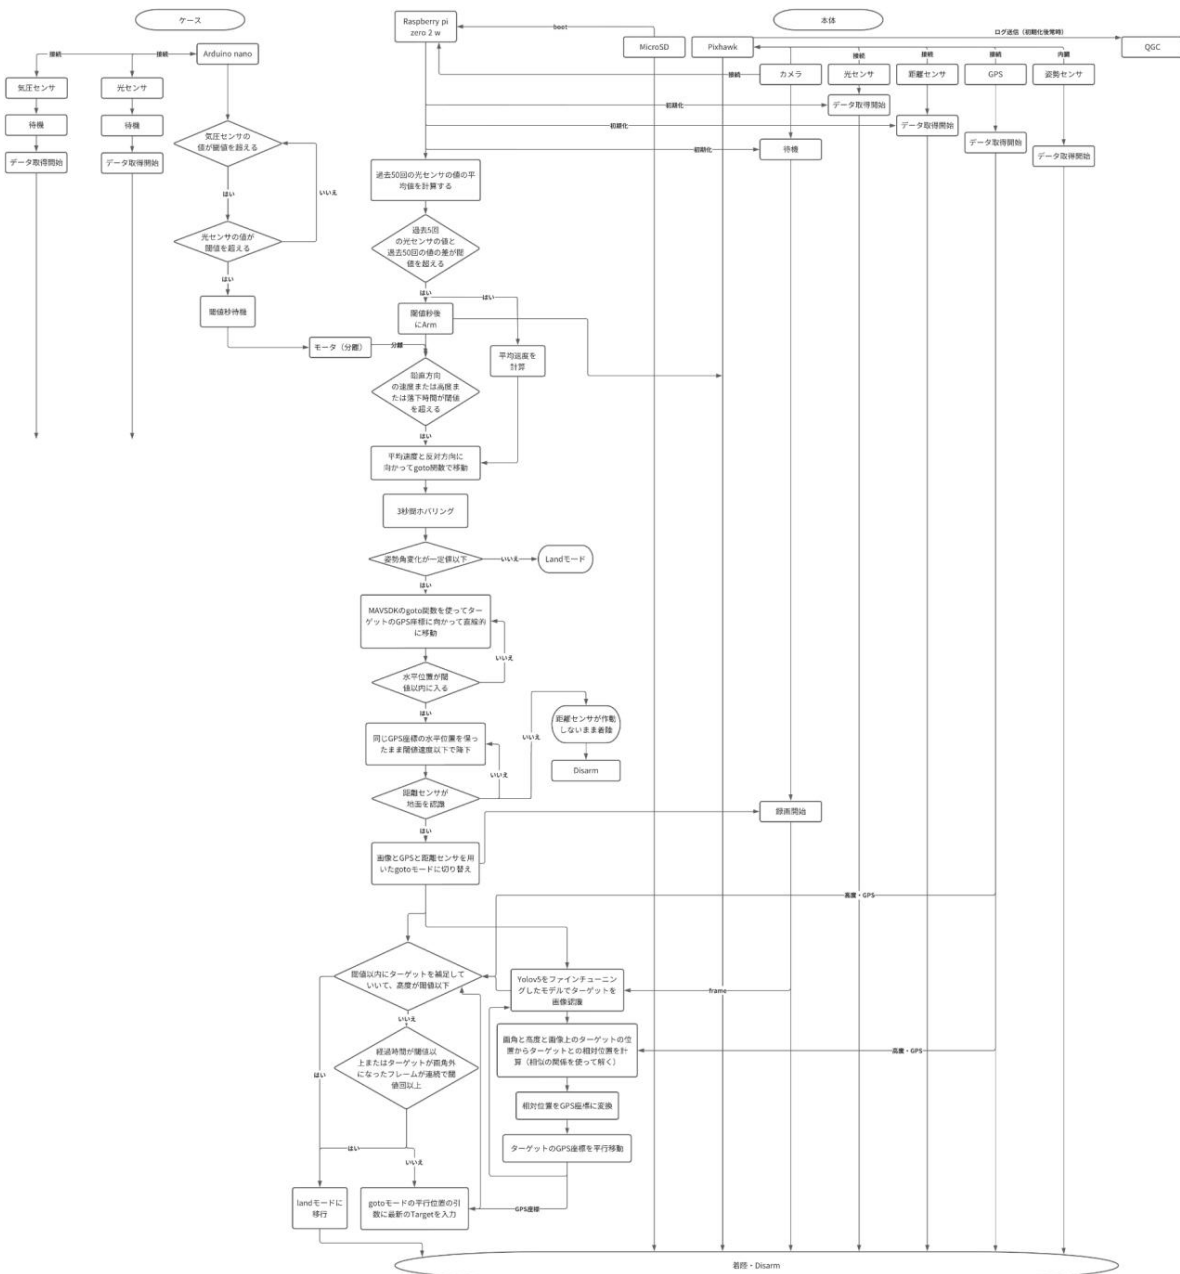 ケース
本体
Raspberry pi
zero 2 w
boot
MicroSD
Pixhawk
ログ送信（初期化後常時）
QGC
接続
接続
Arduino nano
接続
カメラ
接続
光センサ
接続
距離センサ
接続
GPS
内蔵
姿勢センサ
気圧センサ
光センサ
待機
待機
データ取得開始
データ取得開始
気圧センサの
値が閾値を超える
はい
いいえ
光センサの値が
閾値を超える
はい
閾値秒待機
モータ（分離）
分離
初期化
データ取得開始
初期化
データ取得開始
初期化
待機
データ取得開始
データ取得開始
過去50回の光センサの値の平
均値を計算する
過去5回
の光センサの値と
過去50回の値の差が閾
値を超える
はい
はい
閾値秒後
にArm
平均速度を
計算
鉛直方向
の速度または高度ま
たは落下時間が閾値
を超える
はい
平均速度と反対方向に
向かってgoto関数で移動
3秒間ホバリング
姿勢角変化が一定値以下
いいえ
Landモード
はい
MAVSDKのgoto関数を使ってター
ゲットのGPS座標に向かって直線的
に移動
いいえ
水平位置が閾
値以内に入る
はい
同じGPS座標の水平位置を保っ
たまま閾値速度以下で降下
いいえ
いいえ
距離センサが作動
しないまま着陸
Disarm
距離センサが
地面を認識
はい
録画開始
画像とGPSと距離センサを用
いたgotoモードに切り替え
高度・GPS
閾値以内にターゲットを補足して
いて、高度が閾値以下
いいえ
はい
Yolov5をファインチューニン
グしたモデルでターゲットを
画像認識
frame
経過時間が閾値以
上またはターゲットが画角外
になったフレームが連続で閾
値回以上
はい
いいえ
画角と高度と画像上のターゲットの位
置からターゲットとの相対位置を計
算（相似の関係を使って解く）
高度・GPS
相対位置をGPS座標に変換
ターゲットのGPS座標を平行移動
GPS座標
landモードに
移行
gotoモードの平行位置の引
数に最新のTargetを入力
着陸・Disarm